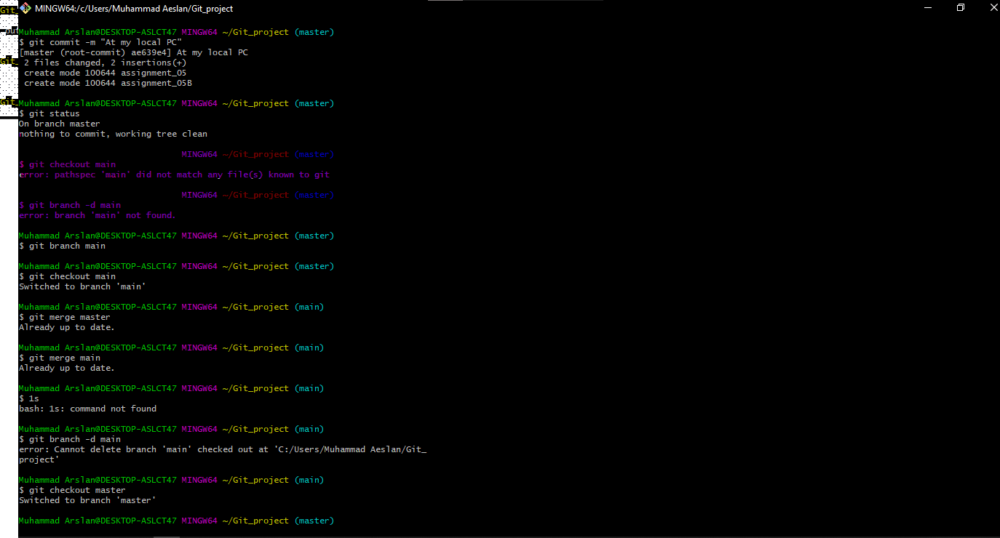 MINGW64:/c/Users/Muhammad Aeslan/Git_project
Muhammad Arslan@DESKTOP-ASLCT47 MINGW64 ~/Git_project (master)
$ git commit -m "At my local PC"
[master (root-commit) ae639e4] At my local PC
2 files changed, 2 insertions(+)
create mode 100644 assignment_05
create mode 100644 assignment_05B
Muhammad Arslan@DESKTOP-ASLCT47 MINGW64 ~/Git_project (master)
$ git status
On branch master
nothing to commit, working tree clean
MINGW64 ~/Git_project (master)
$ git checkout main
error: pathspec 'main' did not match any file(s) known to git
MINGW64 ~/Git_project (master)
$ git branch -d main
error: branch 'main' not found.
Muhammad Arslan@DESKTOP-ASLCT47 MINGW64 ~/Git_project (master)
$ git branch main
Muhammad Arslan@DESKTOP-ASLCT47 MINGW64 ~/Git_project (master)
$ git checkout main
Switched to branch 'main'
Muhammad Arslan@DESKTOP-ASLCT47 MINGW64 ~/Git_project (main)
$ git merge master
Already up to date.
Muhammad Arslan@DESKTOP-ASLCT47 MINGW64 ~/Git_project (main)
$ git merge main
Already up to date.
Muhammad Arslan@DESKTOP-ASLCT47 MINGW64 ~/Git_project (main)
$ 1s
bash: 1s: command not found
Muhammad Arslan@DESKTOP-ASLCT47 MINGW64 ~/Git_project (main)
$ git branch -d main
error: Cannot delete branch 'main' checked out at 'C:/Users/Muhammad Aeslan/Git_
project'
Muhammad Arslan@DESKTOP-ASLCT47 MINGW64 ~/Git_project (main)
$ git checkout master
Switched to branch 'master'
Muhammad Arslan@DESKTOP-ASLCT47 MINGW64 ~/Git_project (master)